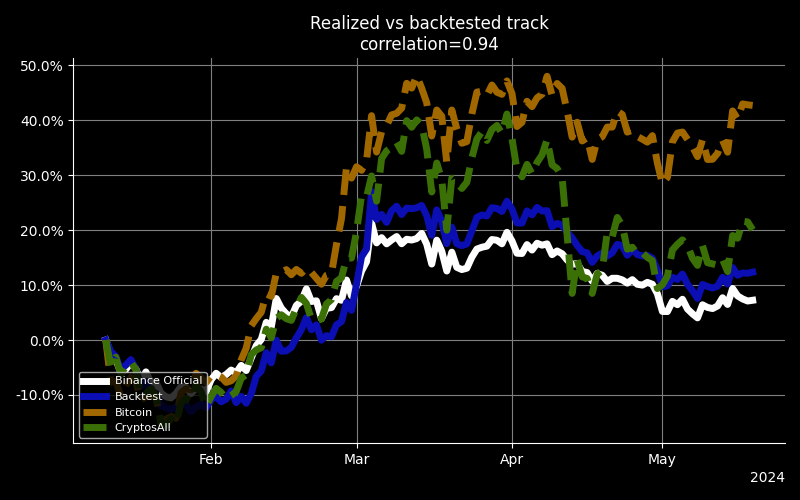 Realized vs backtested track
correlation=0.94
50.0%
40.0%
30.0%
20.0%
10.0%
0.0%
-10.0%
Binance Official
Backtest
Bitcoin
CryptosAll
Feb
Mar
Apr
May
2024